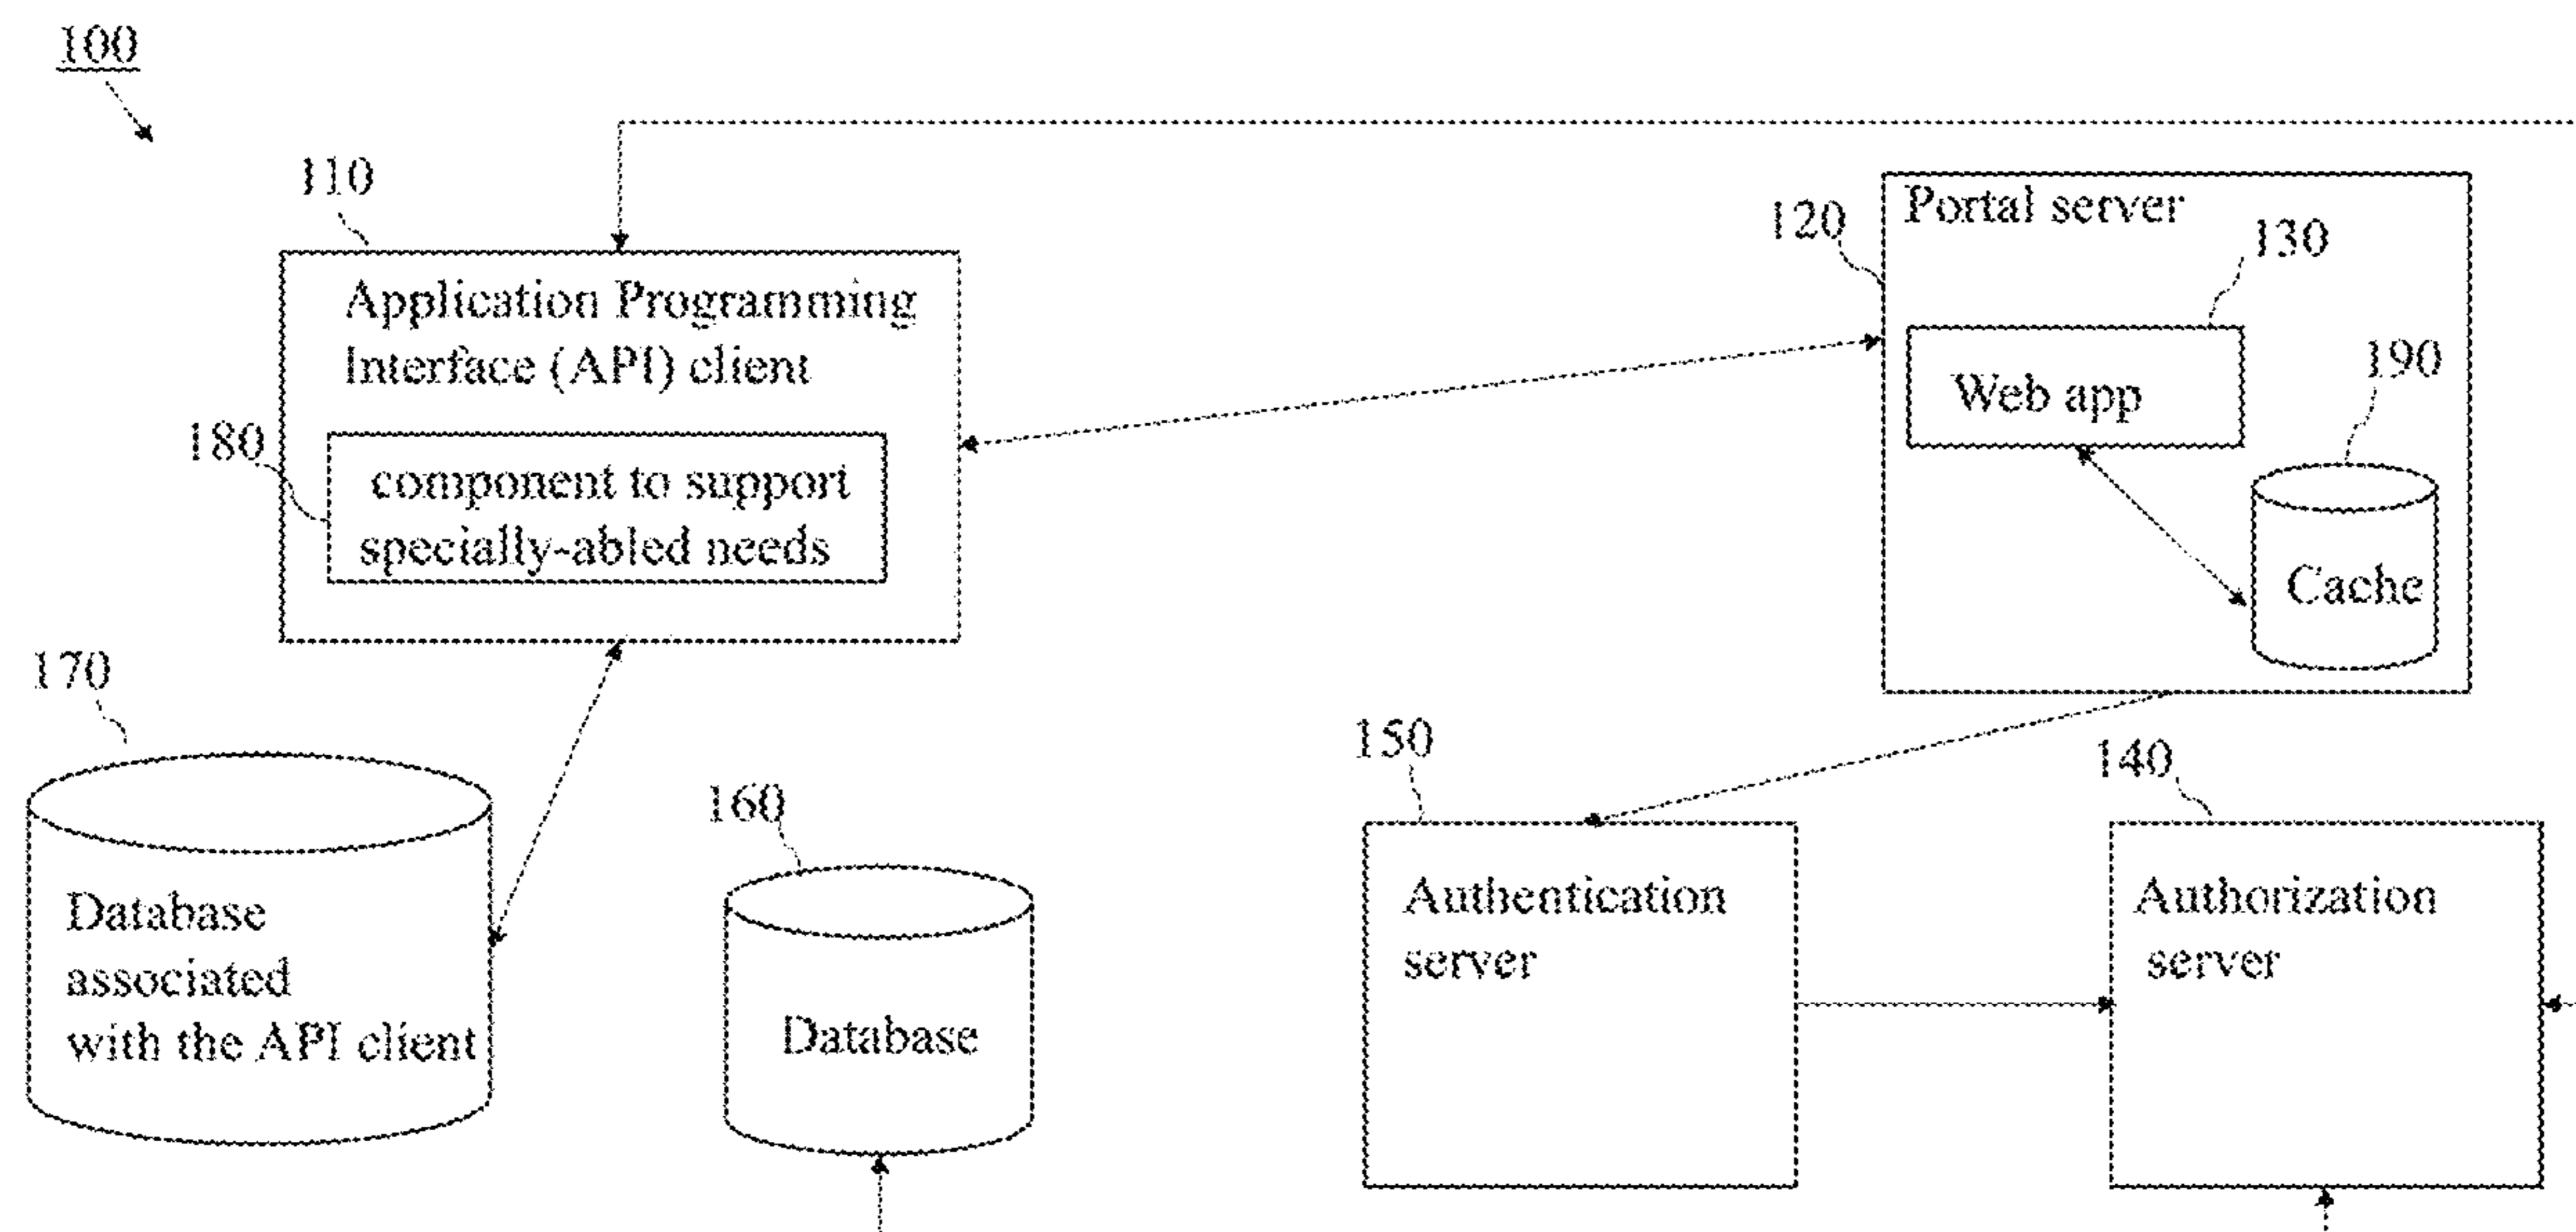 100
110
Application Programming
Interface (API) client
180
component to support
specially-abled needs
120
Portal server
130
Web app
190
Cache
170
Database
associated
with the API client
160
Database
150
Authentication
server
140
Authorization
server